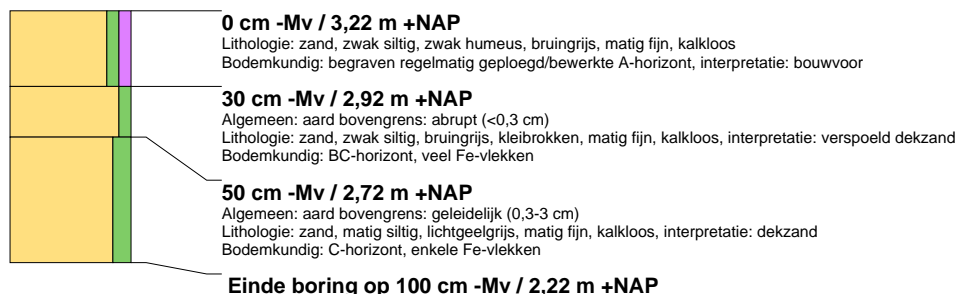 0 cm -Mv / 3,22 m +NAP
Lithologie: zand, zwak siltig, zwak humeus, bruingrijs, matig fijn, kalkloos
Bodemkundig: begraven regelmatig geploegd/bewerkte A-horizont, interpretatie: bouwvoor
30 cm -Mv / 2,92 m +NAP
Algemeen: aard bovengrens: abrupt (<0,3 cm)
Lithologie: zand, zwak siltig, bruingrijs, kleibrokken, matig fijn, kalkloos, interpretatie: verspoeld dekzand
Bodemkundig: BC-horizont, veel Fe-vlekken
50 cm -Mv / 2,72 m +NAP
Algemeen: aard bovengrens: geleidelijk (0,3-3 cm)
Lithologie: zand, matig siltig, lichtgeelgrijs, matig fijn, kalkloos, interpretatie: dekzand
Bodemkundig: C-horizont, enkele Fe-vlekken
Einde boring op 100 cm -Mv / 2,22 m +NAP